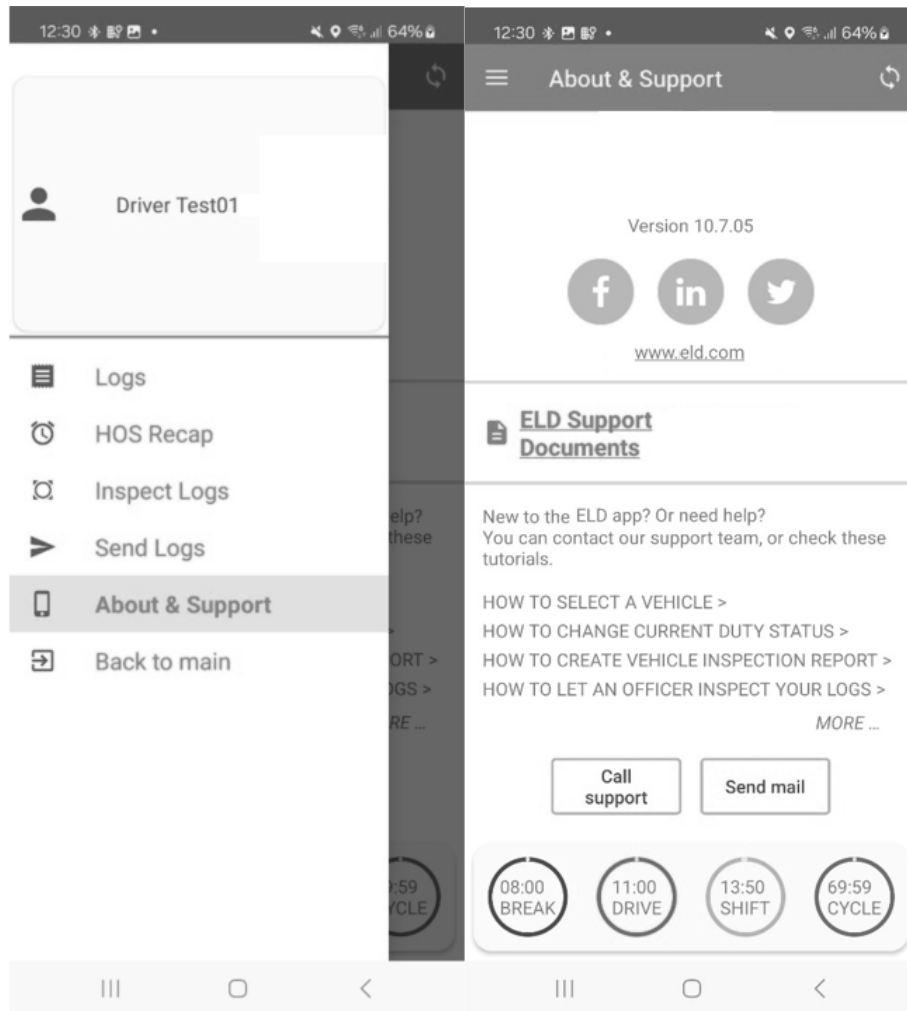 12:30
64%
Driver Test01
Logs
HOS Recap
Inspect Logs
Send Logs
About & Support
Back to main
elp?
these
>
ORT >
OGS >
RE ...
9:59
YCLE
12:30
64%
About & Support
Version 10.7.05
f
in
www.eld.com
ELD Support
Documents
New to the ELD app? Or need help?
You can contact our support team, or check these
tutorials.
HOW TO SELECT A VEHICLE >
HOW TO CHANGE CURRENT DUTY STATUS >
HOW TO CREATE VEHICLE INSPECTION REPORT >
HOW TO LET AN OFFICER INSPECT YOUR LOGS >
MORE ...
Call
support
Send mail
08:00
BREAK
11:00
DRIVE
13:50
SHIFT
69:59
CYCLE